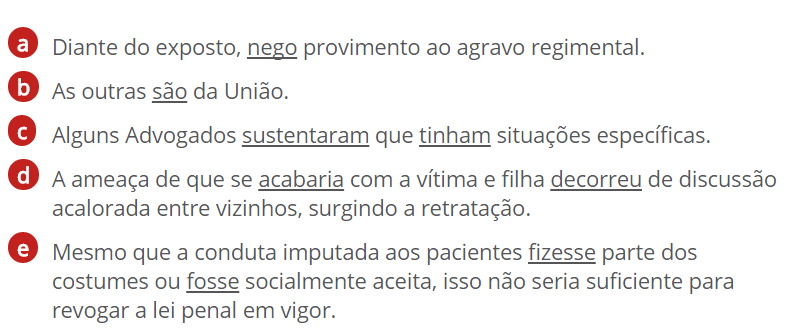 a Diante do exposto, nego provimento ao agravo regimental.
b As outras são da União.
c Alguns Advogados sustentaram que tinham situações específicas.
d A ameaça de que se acabaria com a vítima e filha decorreu de discussão
acalorada entre vizinhos, surgindo a retratação.
e Mesmo que a conduta imputada aos pacientes fizesse parte dos
costumes ou fosse socialmente aceita, isso não seria suficiente para
revogar a lei penal em vigor.